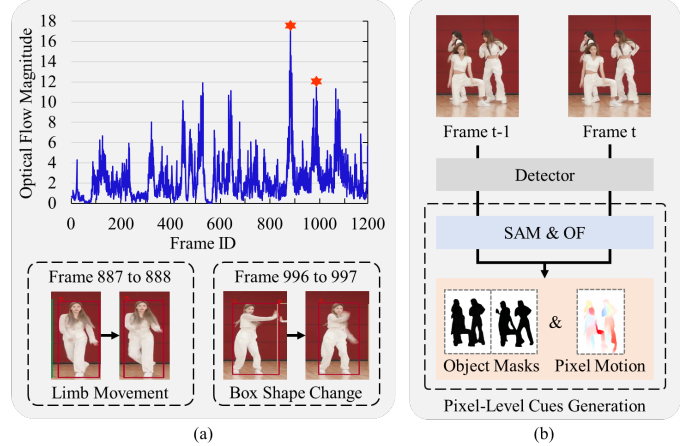 (a)
Optical Flow Magnitude
18
16
14
12
10
8
6
4
2
0
0 200 400 600 800 1000 1200
Frame ID
Frame 887 to 888
Limb Movement
Frame 996 to 997
Box Shape Change
(a)
(b)
Frame t-1
Frame t
Detector
SAM & OF
&
Object Masks
Pixel Motion
Pixel-Level Cues Generation
(b)